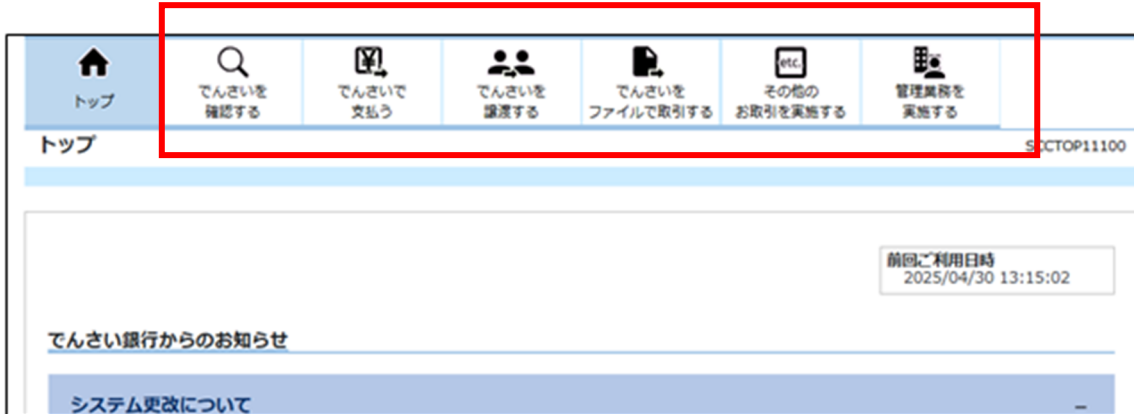 トップ
でんさいを
確認する
でんさいで
支払う
でんさいを
譲渡する
でんさいを
ファイルで取引する
etc.
その他の
お取引を実施する
管理業務を
実施する
トップ
SCCTOP11100
前回ご利用日時
2025/04/30 13:15:02
でんさい銀行からのお知らせ
システム更改について